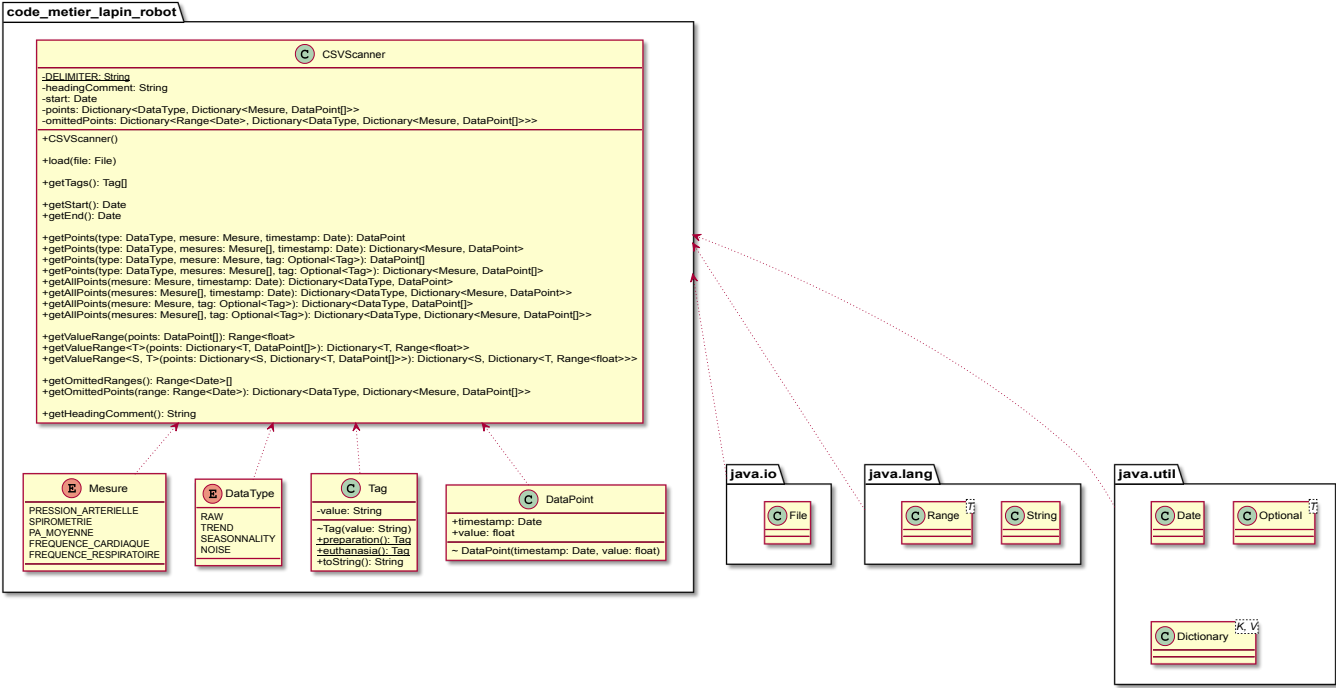 code_metier_lapin_robot
C CSVScanner
-DELIMITER: String
-headingComment: String
-start: Date
-points: Dictionary<DataType, Dictionary<Mesure, DataPoint[]>>
-omittedPoints: Dictionary<Range<Date>, Dictionary<DataType, Dictionary<Mesure, DataPoint[]>>>
+CSVScanner()
+load(file: File)
+getTags(): Tag[]
+getStart(): Date
+getEnd(): Date
+getPoints(type: DataType, mesure: Mesure, timestamp: Date): DataPoint
+getPoints(type: DataType, mesures: Mesure[], timestamp: Date): Dictionary<Mesure, DataPoint>
+getPoints(type: DataType, mesure: Mesure, tag: Optional<Tag>): DataPoint[]
+getPoints(type: DataType, mesures: Mesure[], tag: Optional<Tag>): Dictionary<Mesure, DataPoint[]>
+getAllPoints(mesure: Mesure, timestamp: Date): Dictionary<DataType, DataPoint>
+getAllPoints(mesures: Mesure[], timestamp: Date): Dictionary<DataType, Dictionary<Mesure, DataPoint>>
+getAllPoints(mesure: Mesure, tag: Optional<Tag>): Dictionary<DataType, DataPoint[]>
+getAllPoints(mesures: Mesure[], tag: Optional<Tag>): Dictionary<DataType, Dictionary<Mesure, DataPoint[]>>
+getValueRange(points: DataPoint[]): Range<float>
+getValueRange<T>(points: Dictionary<T, DataPoint[]>): Dictionary<T, Range<float>>
+getValueRange<S, T>(points: Dictionary<S, Dictionary<T, DataPoint[]>>): Dictionary<S, Dictionary<T, Range<float>>>
+getOmittedRanges(): Range<Date>[]
+getOmittedPoints(range: Range<Date>): Dictionary<DataType, Dictionary<Mesure, DataPoint[]>>
+getHeadingComment(): String
E Mesure
PRESSION_ARTERIELLE
SPIROMETRIE
PA_MOYENNE
FREQUENCE_CARDIAQUE
FREQUENCE_RESPIRATOIRE
E DataType
RAW
TREND
SEASONNALITY
NOISE
C Tag
-value: String
~Tag(value: String)
+preparation(): Tag
+euthanasia(): Tag
+toString(): String
C DataPoint
+timestamp: Date
+value: float
~ DataPoint(timestamp: Date, value: float)
java.io
C File
java.lang
C Range T
C String
java.util
C Date
C Optional T
C Dictionary K, V